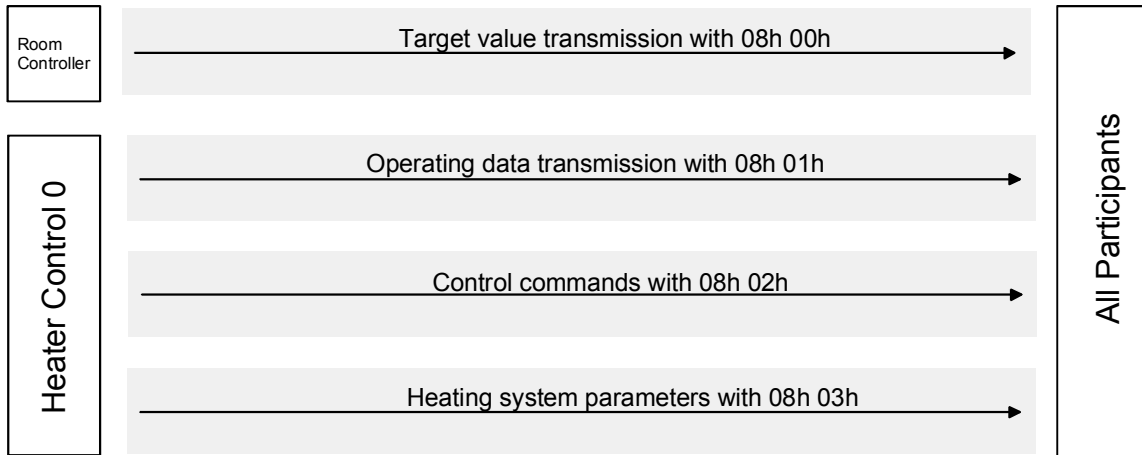 Room
Controller
Target value transmission with 08h 00h
Heater Control 0
Operating data transmission with 08h 01h
Control commands with 08h 02h
Heating system parameters with 08h 03h
All Participants